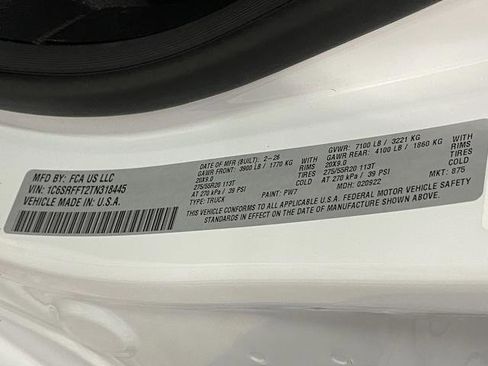 MFD BY: FCA US LLC
VIN: 1C6SRFFT2TN318445
VEHICLE MADE IN: U.S.A.
DATE OF MFR (BUILT): 2-26
GAWR FRONT: 3900 LB / 1770 KG WITH
20X9.0 RIMS
275/55R20 113T TIRES
AT 270 kPa / 39 PSI
TYPE: TRUCK
PAINT: PW7
GVWR: 7100 LB / 3221 KG
GAWR REAR: 4100 LB / 1860 KG WITH
20X9.0 RIMS
275/55R20 113T TIRES
AT 270 kPa / 39 PSI
MDH: 020922
MKT: 975
THIS VEHICLE CONFORMS TO ALL APPLICABLE U.S.A. FEDERAL MOTOR VEHICLE SAFETY
STANDARDS IN EFFECT ON THE DATE OF MANUFACTURE SHOWN ABOVE.